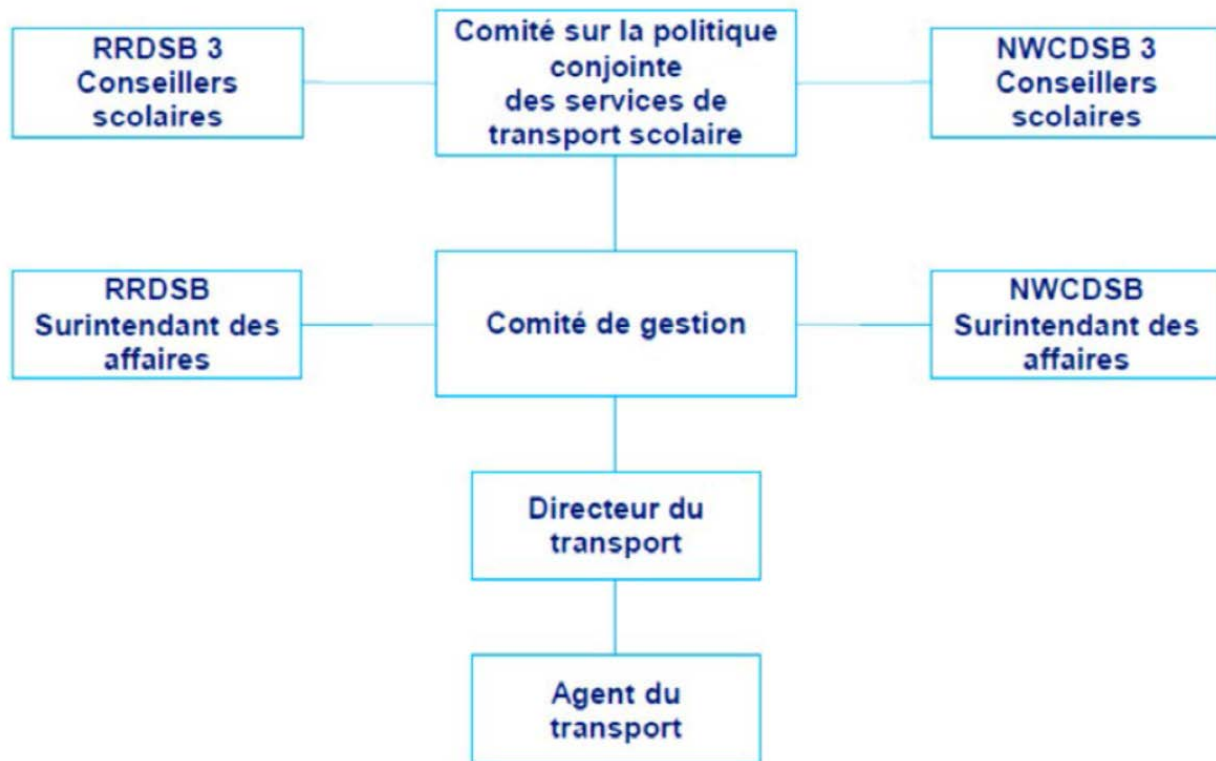 RRDSB 3
Conseillers
scolaires
Comité sur la politique
conjointe
des services de
transport scolaire
NWCDSB 3
Conseillers
scolaires
RRDSB
Surintendant des
affaires
Comité de gestion
NWCDSB
Surintendant des
affaires
Directeur du
transport
Agent du
transport